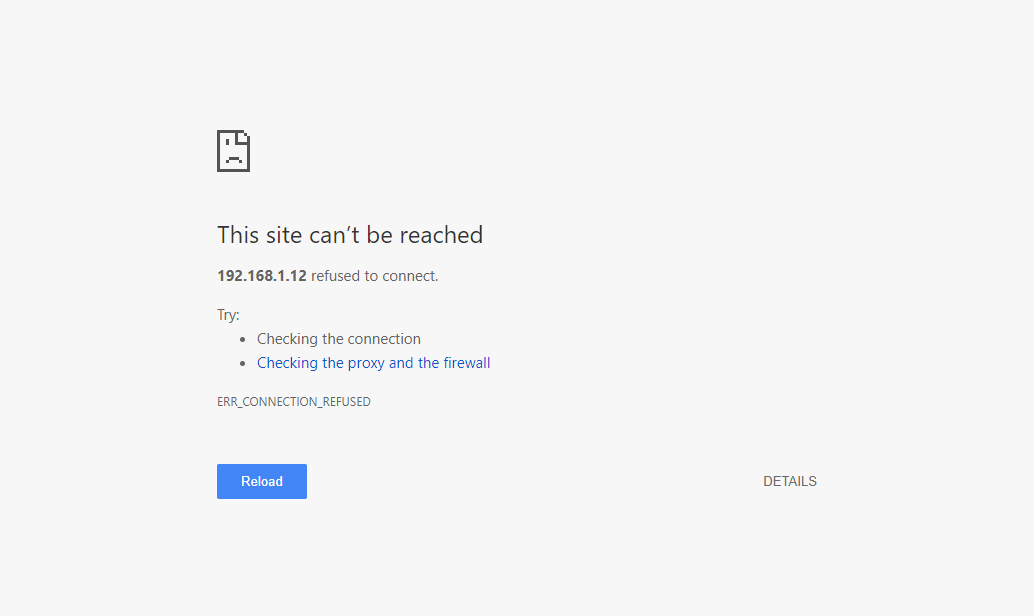 This site can’t be reached
192.168.1.12 refused to connect.
Try:
• Checking the connection
• Checking the proxy and the firewall
ERR_CONNECTION_REFUSED
Reload
DETAILS